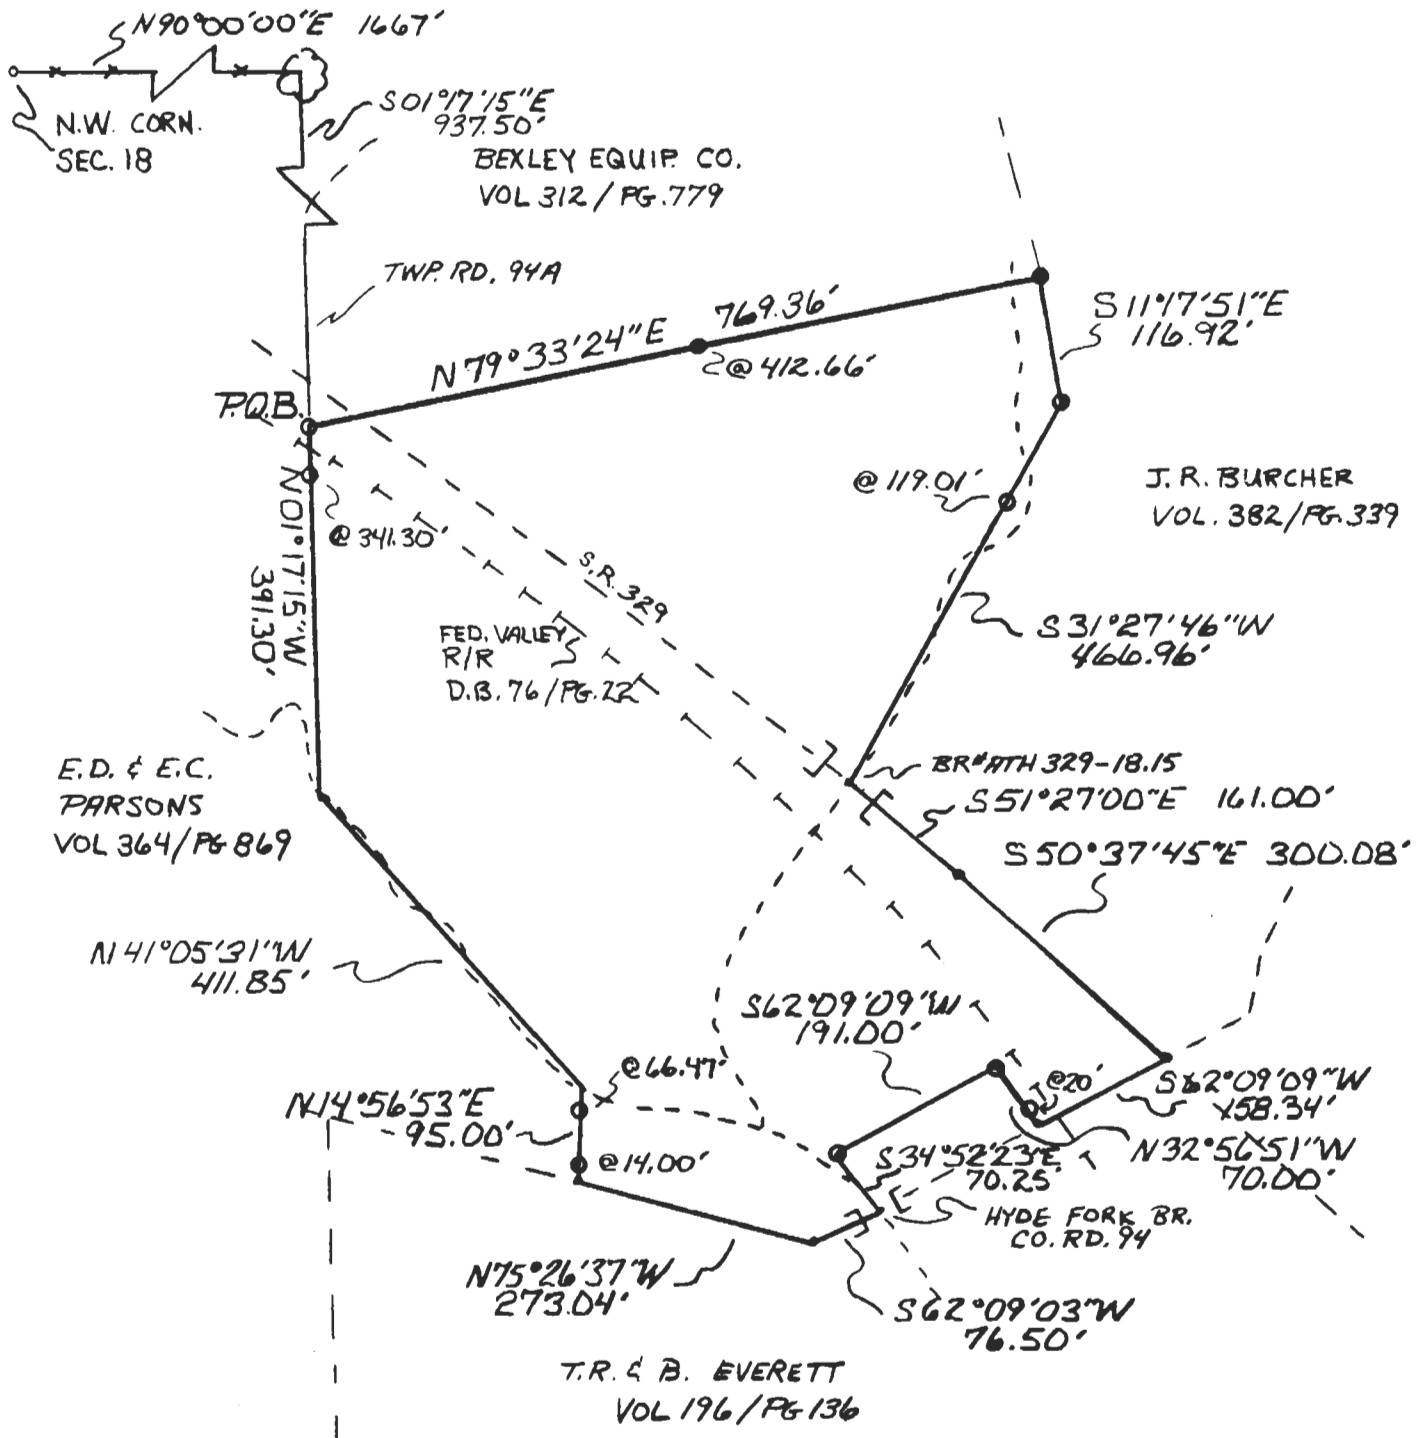 N90°00'00"E 1667'
N.W. CORN.
SEC. 18
S01°17'15"E
937.50'
BEXLEY EQUIP. CO.
VOL 312 / PG. 779
TWP. RD. 94A
N79°33'24"E 769.36'
@ 412.66'
S11°17'51"E
116.92'
P.O.B.
N01°17'15"W
391.30'
@ 341.30'
@ 119.01'
J.R. BURCHER
VOL. 382/PG. 339
S.R. 329
FED. VALLEY
R/R
D.B. 76 / PG. 22
S31°27'46"W
466.96'
E.D. & E.C.
PARSONS
VOL 364/PG 869
BR#ATH 329-18.15
S51°27'00"E 161.00'
S50°37'45"E 300.08'
N41°05'31"W
411.85'
S62°09'09"W
191.00'
@66.47'
@20'
S62°09'09"W
158.34'
N14°56'53"E
95.00'
@14.00'
S34°52'23"E
70.25'
N32°56'51"W
70.00'
HYDE FORK BR.
CO. RD. 94
N75°26'37"W
273.04'
S62°09'03"W
76.50'
T.R. & B. EVERETT
VOL 196 / PG 136